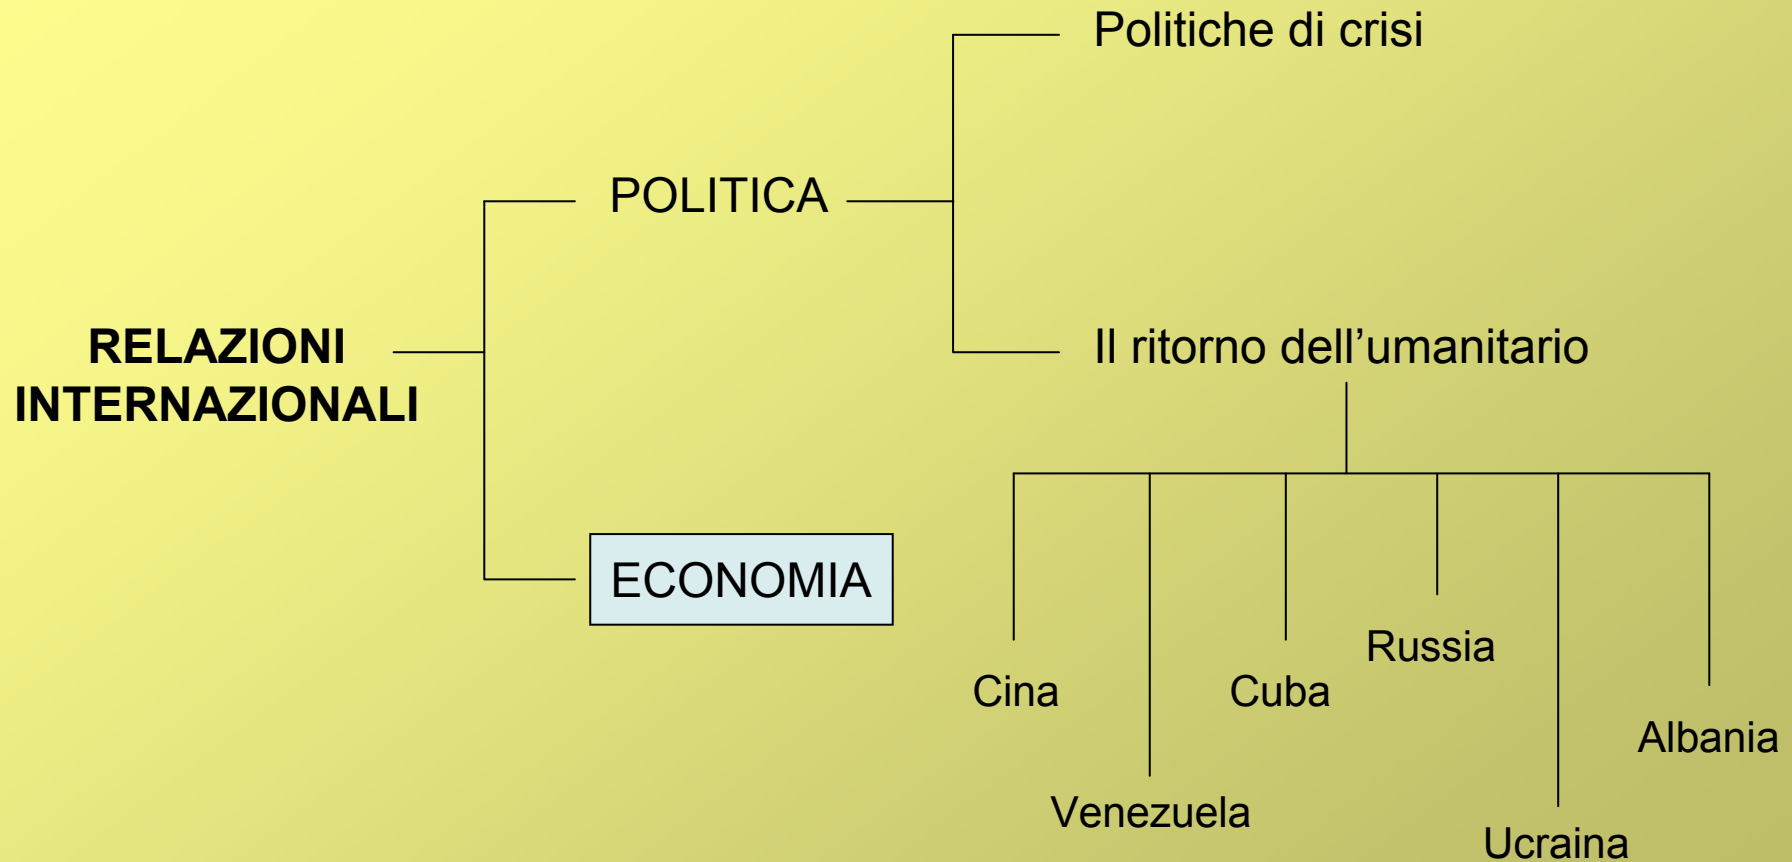 Politiche di crisi
POLITICA
RELAZIONI
INTERNAZIONALI
Il ritorno dell’umanitario
ECONOMIA
Russia
Cina
Cuba
Albania
Venezuela
Ucraina